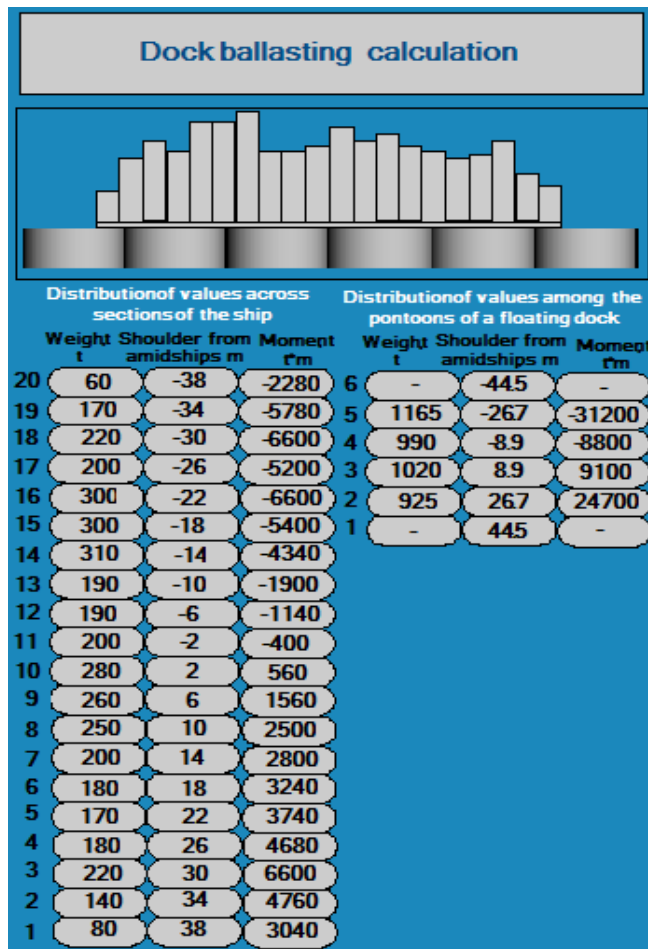 Dock ballasting calculation
Distributionof values across
sections of the ship
Weight Shoulder from Moment
t amidships m t*m
20 60 -38 -2280
19 170 -34 -5780
18 220 -30 -6600
17 200 -26 -5200
16 300 -22 -6600
15 300 -18 -5400
14 310 -14 -4340
13 190 -10 -1900
12 190 -6 -1140
11 200 -2 -400
10 280 2 560
9 260 6 1560
8 250 10 2500
7 200 14 2800
6 180 18 3240
5 170 22 3740
4 180 26 4680
3 220 30 6600
2 140 34 4760
1 80 38 3040
Distributionof values among the
pontoons of a floating dock
Weight Shoulder from Moment
t amidships m t*m
6 - -44.5 -
5 1165 -26.7 -31200
4 990 -8.9 -8800
3 1020 8.9 9100
2 925 26.7 24700
1 - 44.5 -